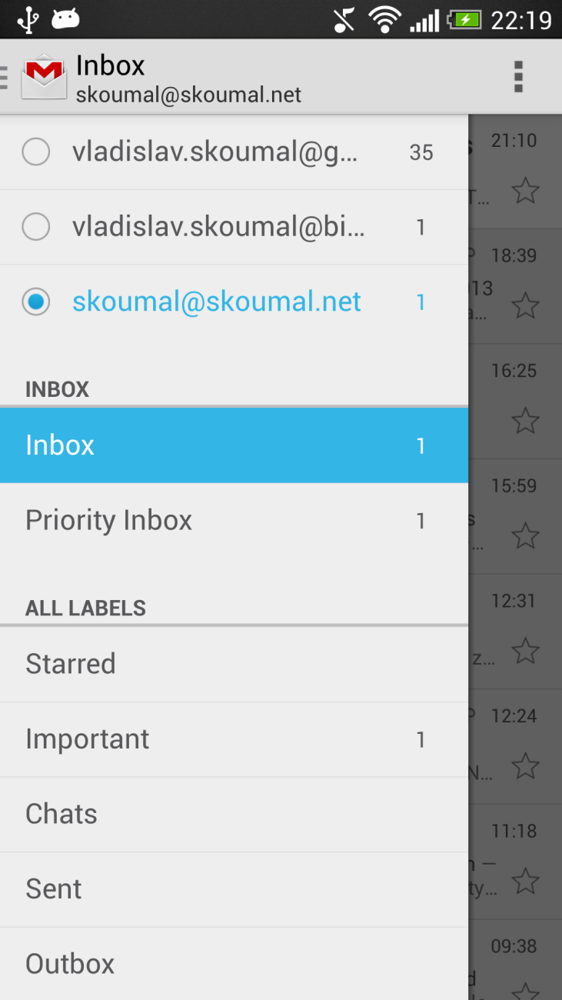 22:19
Inbox
skoumal@skoumal.net
vladislav.skoumal@g... 35
vladislav.skoumal@bi... 1
skoumal@skoumal.net 1
INBOX
Inbox 1
Priority Inbox 1
ALL LABELS
Starred
Important 1
Chats
Sent
Outbox
s 21:10
T...
18:39
013
a...
16:25
15:59
s
...
12:31
z...
12:24
N...
11:18
n —
ty...
09:38
d